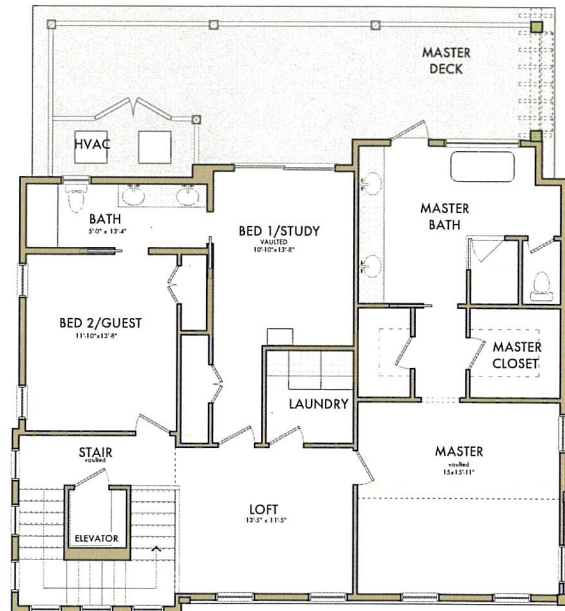 MASTER
DECK
HVAC
BATH
5'-0" x 13'-4"
BED 1/STUDY
VAULTED
10'-10"x13'-8"
MASTER
BATH
BED 2/GUEST
11'-10"x13'-8"
MASTER
CLOSET
LAUNDRY
STAIR
vaulted
MASTER
vaulted
15x15'-11"
LOFT
13'-5" x 11'-5"
ELEVATOR